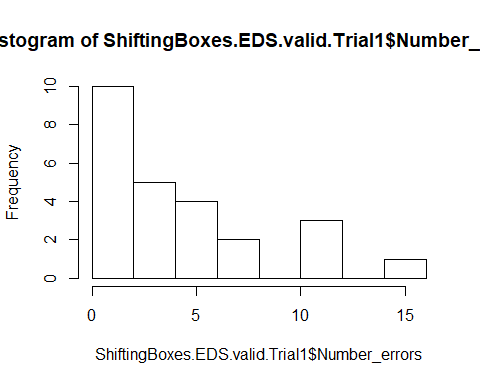 stogram of ShiftingBoxes.EDS.valid.Trial1$Number_
Frequency
10
8
6
4
2
0
0 5 10 15
ShiftingBoxes.EDS.valid.Trial1$Number_errors